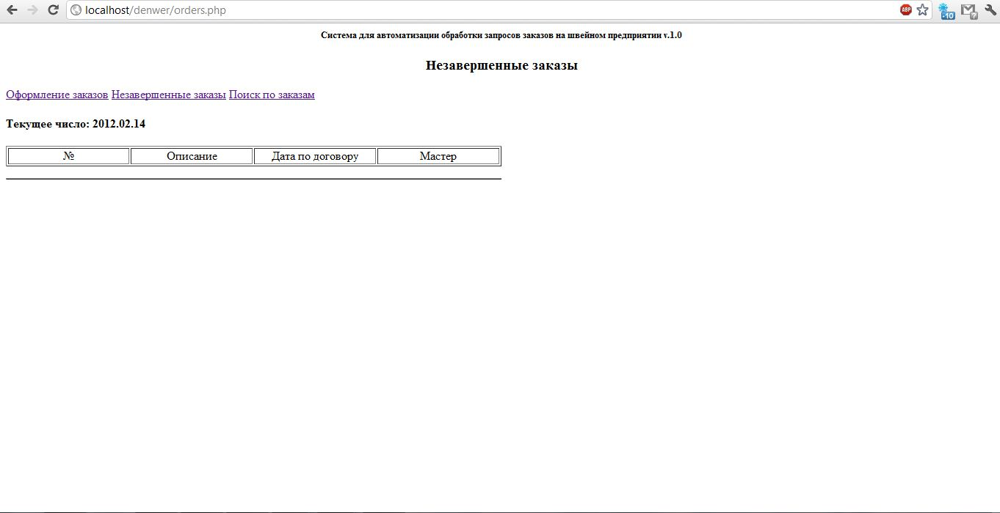 localhost/denwer/orders.php ABP -10 ?
Система для автоматизации обработки запросов заказов на швейном предприятии v.1.0
Незавершенные заказы
Оформление заказов Незавершенные заказы Поиск по заказам
Текущее число: 2012.02.14
№ Описание Дата по договору Мастер